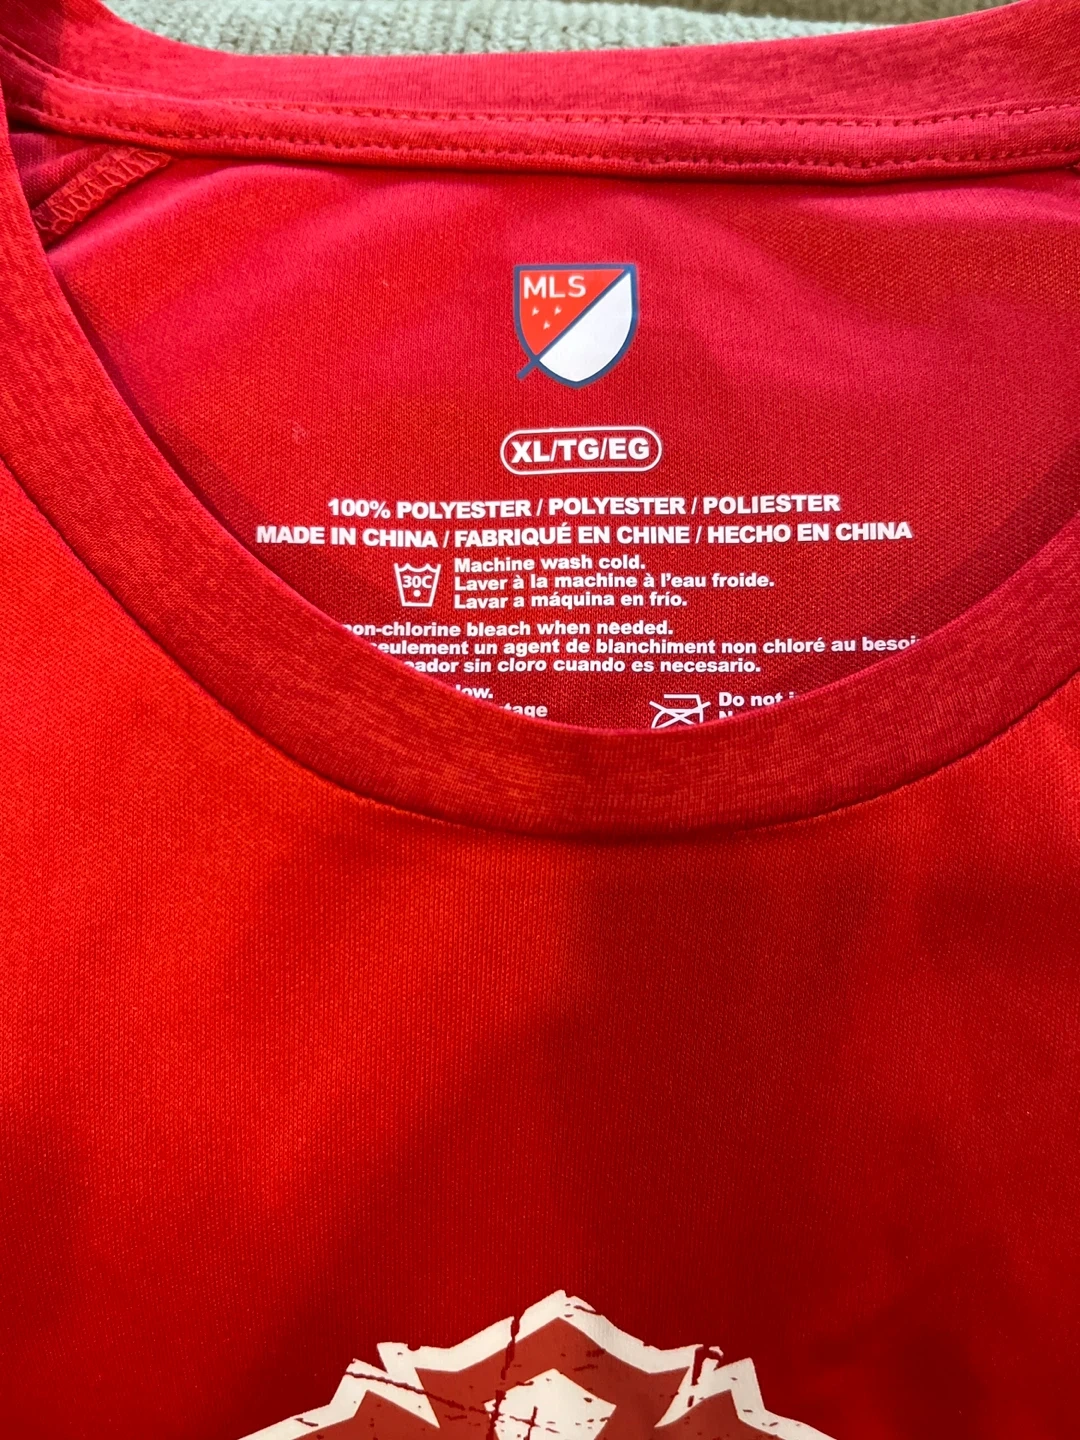 MLS
XL/TG/EG
100% POLYESTER / POLYESTER / POLIESTER
MADE IN CHINA / FABRIQUÉ EN CHINE / HECHO EN CHINA
30C
Machine wash cold.
Laver à la machine à l'eau froide.
Lavar a máquina en frío.
non-chlorine bleach when needed.
un agent de blanchiment non chloré au
sin cloro cuando es necesario.
Do not